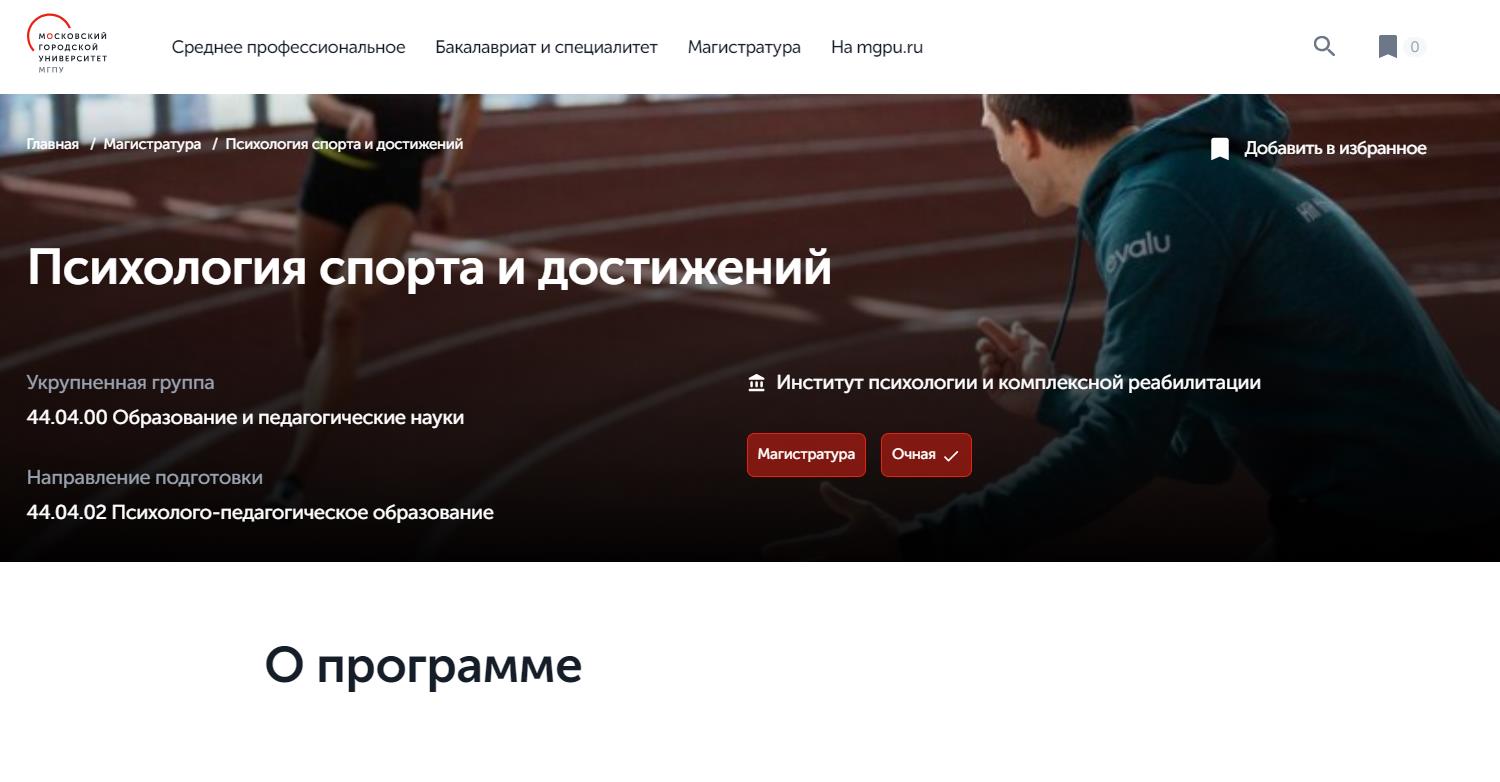 МОСКОВСКИЙ
ГОРОДСКОЙ
УНИВЕРСИТЕТ
МГПУ
Среднее профессиональное
Бакалавриат и специалитет
Магистратура
На mgpu.ru
0
Главная / Магистратура / Психология спорта и достижений
Добавить в избранное
evalu
Психология спорта и достижений
Укрупненная группа
44.04.00 Образование и педагогические науки
Направление подготовки
44.04.02 Психолого-педагогическое образование
Институт психологии и комплексной реабилитации
Магистратура
Очная
О программе